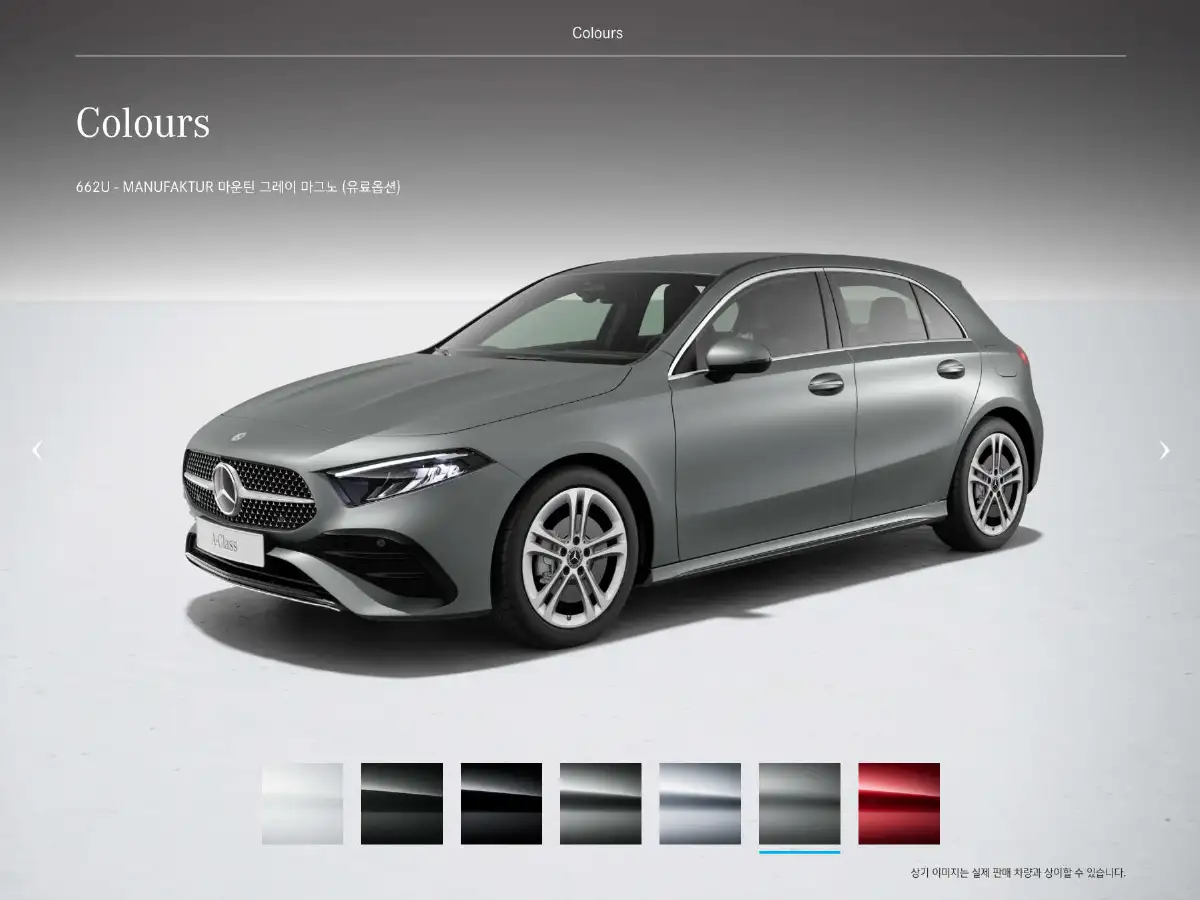 Colours
Colours
662U - MANUFAKTUR 마운틴 그레이 마그노 (유료옵션)
A-Class
상기 이미지는 실제 판매 차량과 상이할 수 있습니다.